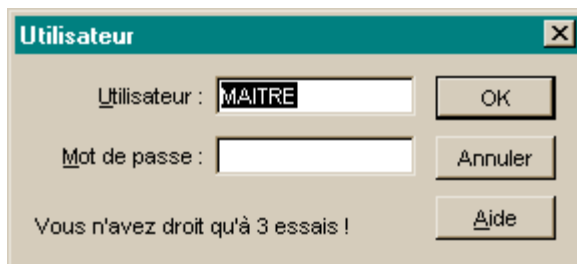 Utilisateur
Utilisateur : MAITRE
OK
Mot de passe :
Annuler
Vous n'avez droit qu'à 3 essais !
Aide